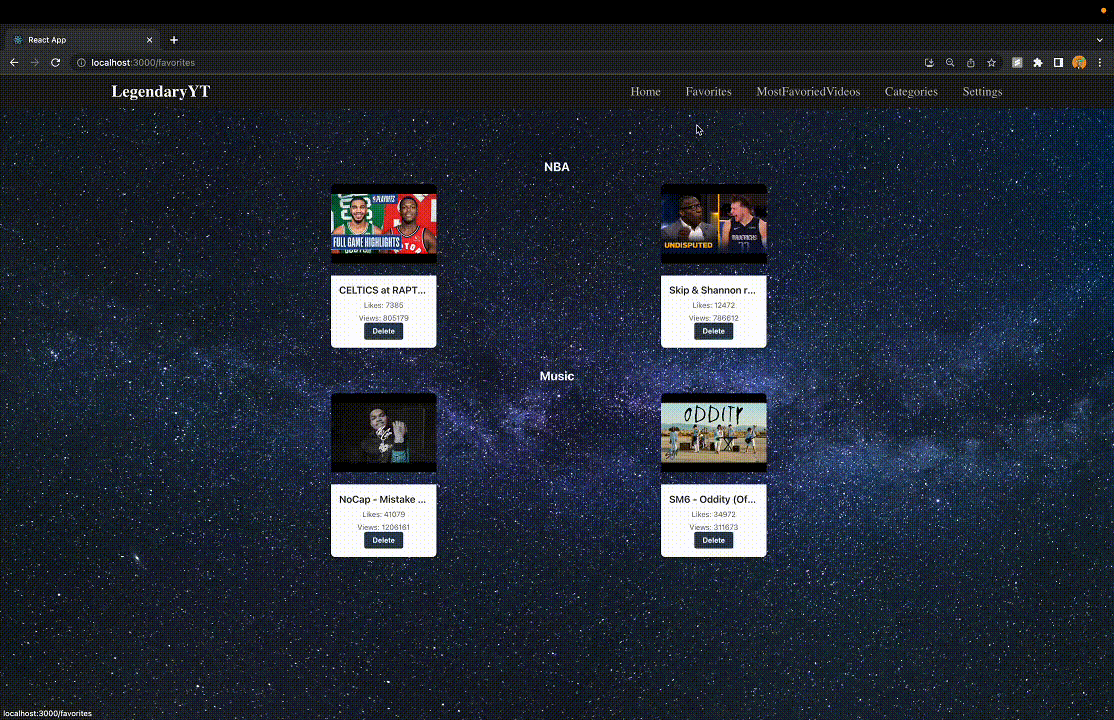 React App
localhost:3000/favorites
LegendaryYT
Home Favorites MostFavoriedVideos Categories Settings
NBA
PLAYOFFS
FULL GAME HIGHLIGHTS
UNDISPUTED
CELTICS at RAPT...
Likes: 7385
Views: 805179
Delete
Skip & Shannon r...
Likes: 12472
Views: 786612
Delete
Music
ODDITY
NoCap - Mistake ...
Likes: 41079
Views: 1206161
Delete
SM6 - Oddity (Of...
Likes: 34972
Views: 311673
Delete
localhost:3000/favorites